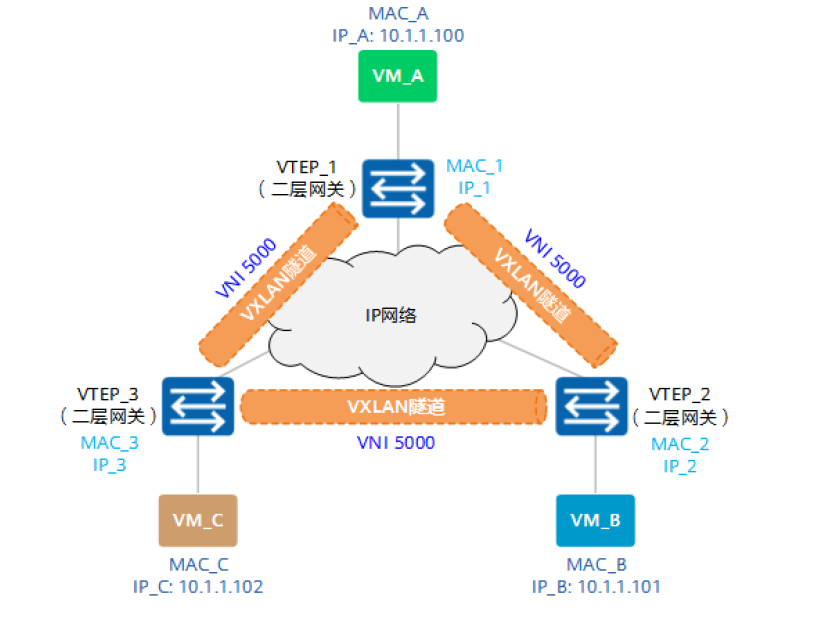 MAC_A
IP_A: 10.1.1.100
VM_A
VTEP_1
（二层网关）
MAC_1
IP_1
VNI 5000
VXLAN隧道
VNI 5000
VXLAN隧道
IP网络
VTEP_3
（二层网关）
MAC_3
IP_3
VXLAN隧道
VNI 5000
VTEP_2
（二层网关）
MAC_2
IP_2
VM_C
MAC_C
IP_C: 10.1.1.102
VM_B
MAC_B
IP_B: 10.1.1.101